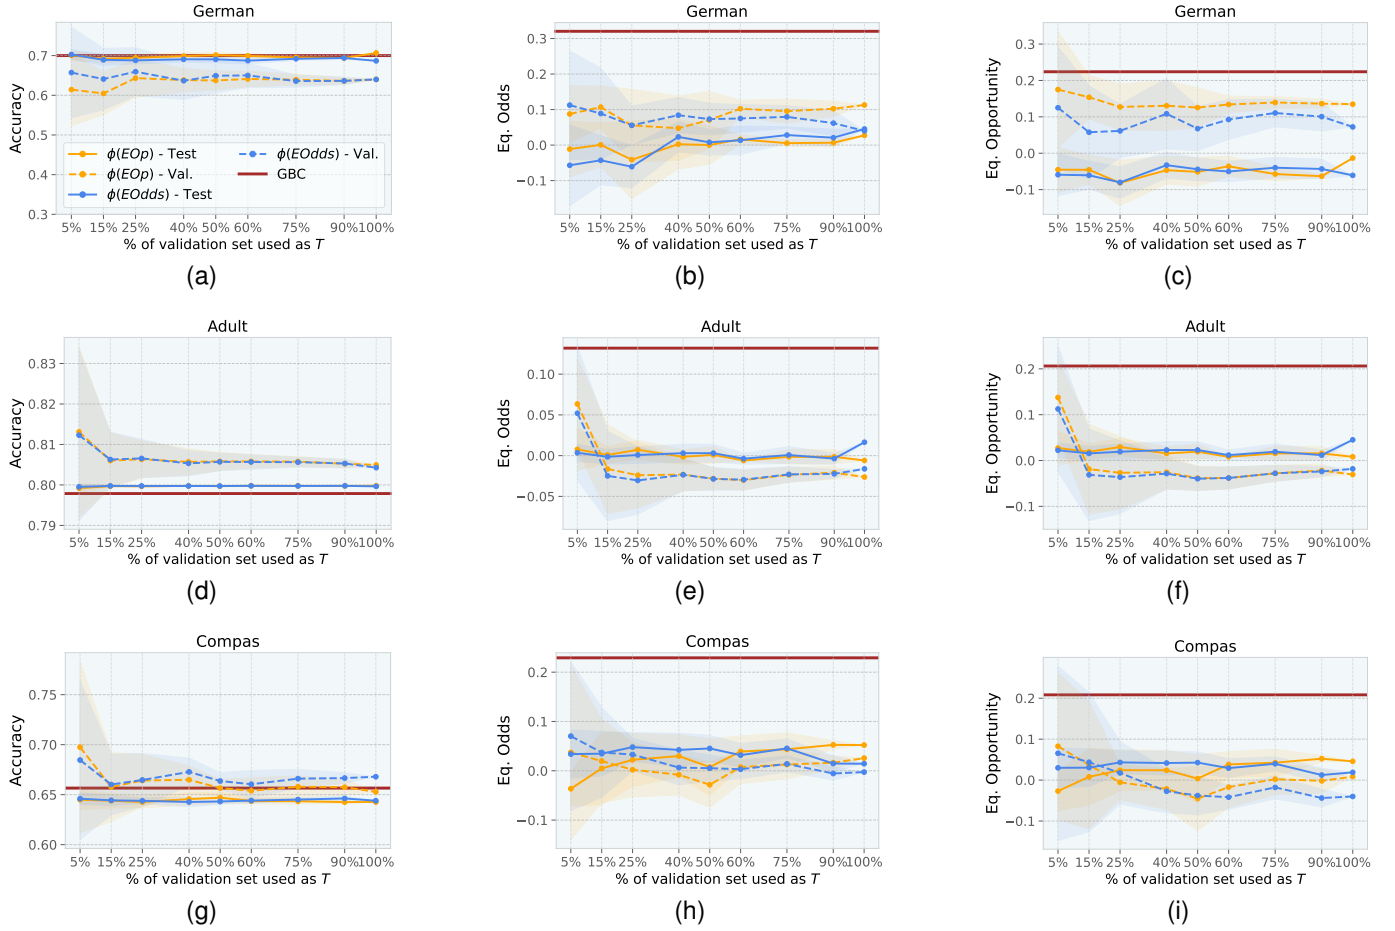 German
Accuracy
0.7
0.6
0.5
0.4
0.3
ϕ(EOp) - Test
ϕ(EOp) - Val.
ϕ(EOdds) - Test
ϕ(EOdds) - Val.
GBC
5% 15% 25% 40% 50% 60% 75% 90% 100%
% of validation set used as T
(a)
German
Eq. Odds
0.3
0.2
0.1
0.0
−0.1
5% 15% 25% 40% 50% 60% 75% 90% 100%
% of validation set used as T
(b)
German
Eq. Opportunity
0.3
0.2
0.1
0.0
−0.1
5% 15% 25% 40% 50% 60% 75% 90% 100%
% of validation set used as T
(c)
Adult
Accuracy
0.83
0.82
0.81
0.80
0.79
5% 15% 25% 40% 50% 60% 75% 90% 100%
% of validation set used as T
(d)
Adult
Eq. Odds
0.10
0.05
0.00
−0.05
5% 15% 25% 40% 50% 60% 75% 90% 100%
% of validation set used as T
(e)
Adult
Eq. Opportunity
0.2
0.1
0.0
−0.1
5% 15% 25% 40% 50% 60% 75% 90% 100%
% of validation set used as T
(f)
Compas
Accuracy
0.75
0.70
0.65
0.60
5% 15% 25% 40% 50% 60% 75% 90% 100%
% of validation set used as T
(g)
Compas
Eq. Odds
0.2
0.1
0.0
−0.1
5% 15% 25% 40% 50% 60% 75% 90% 100%
% of validation set used as T
(h)
Compas
Eq. Opportunity
0.2
0.1
0.0
−0.1
5% 15% 25% 40% 50% 60% 75% 90% 100%
% of validation set used as T
(i)